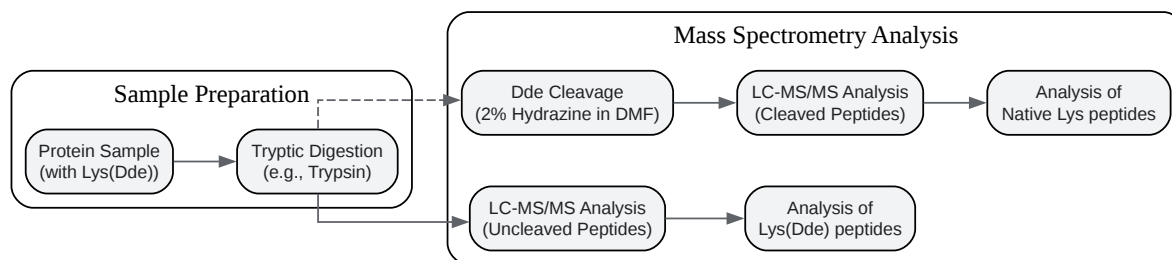 Mass Spectrometry Analysis
Sample Preparation
Dde Cleavage
(2% Hydrazine in DMF)
LC-MS/MS Analysis
(Cleaved Peptides)
Analysis of
Native Lys peptides
Protein Sample
(with Lys(Dde))
Tryptic Digestion
(e.g., Trypsin)
LC-MS/MS Analysis
(Uncleaved Peptides)
Analysis of
Lys(Dde) peptides